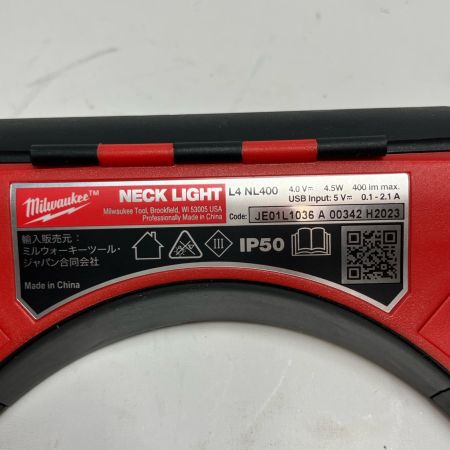 Milwaukee™
NECK LIGHT L4 NL400 4.0 V⎓ 4.5W 400 lm max.
Milwaukee Tool, Brookfield, WI 53005 USA
USB Input: 5 V⎓ 0.1 - 2.1 A
Professionally Made in China
Code: JE01L1036 A 00342 H2023
輸入販売元：
ミルウォーキーツール・
ジャパン合同会社
Made in China
III
IP50